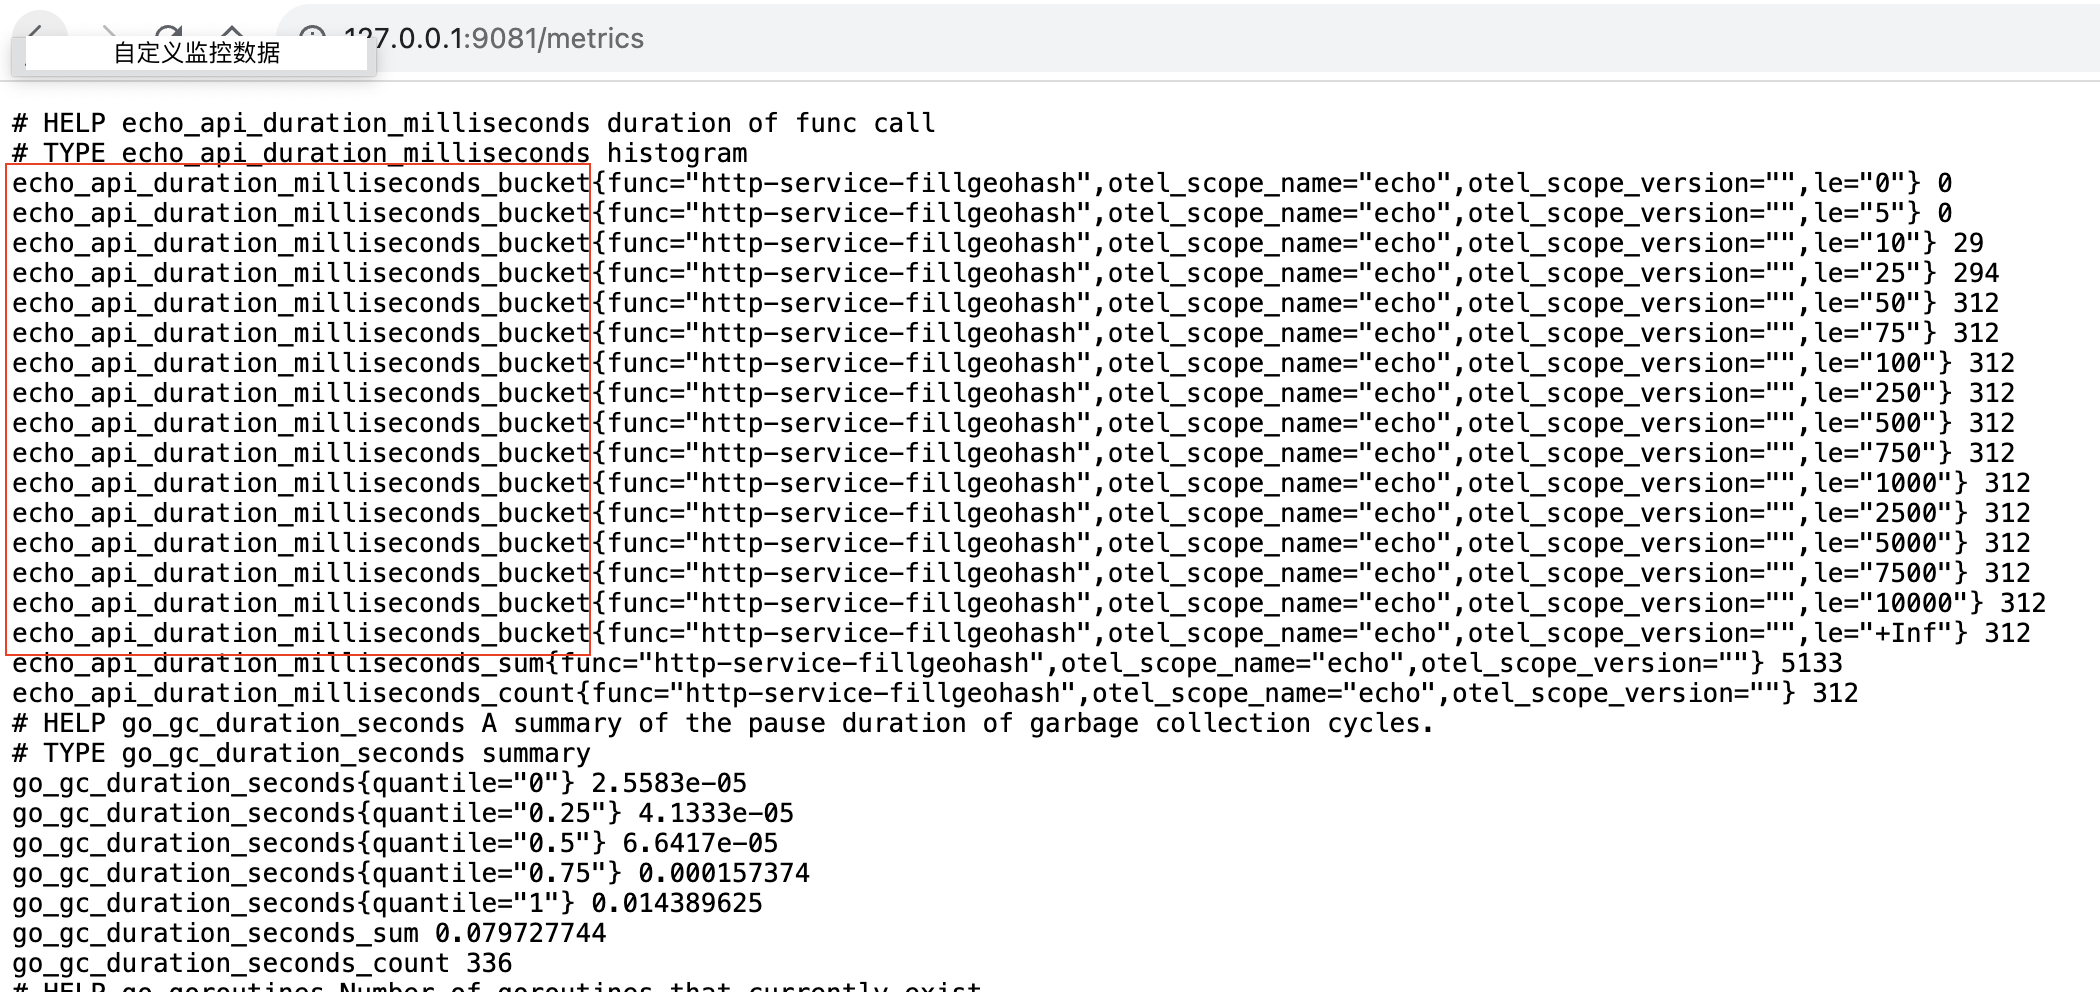 127.0.0.1:9081/metrics
自定义监控数据
# HELP echo_api_duration_milliseconds duration of func call
# TYPE echo_api_duration_milliseconds histogram
echo_api_duration_milliseconds_bucket{func="http-service-fillgeohash",otel_scope_name="echo",otel_scope_version="",le="0"} 0
echo_api_duration_milliseconds_bucket{func="http-service-fillgeohash",otel_scope_name="echo",otel_scope_version="",le="5"} 0
echo_api_duration_milliseconds_bucket{func="http-service-fillgeohash",otel_scope_name="echo",otel_scope_version="",le="10"} 29
echo_api_duration_milliseconds_bucket{func="http-service-fillgeohash",otel_scope_name="echo",otel_scope_version="",le="25"} 294
echo_api_duration_milliseconds_bucket{func="http-service-fillgeohash",otel_scope_name="echo",otel_scope_version="",le="50"} 312
echo_api_duration_milliseconds_bucket{func="http-service-fillgeohash",otel_scope_name="echo",otel_scope_version="",le="75"} 312
echo_api_duration_milliseconds_bucket{func="http-service-fillgeohash",otel_scope_name="echo",otel_scope_version="",le="100"} 312
echo_api_duration_milliseconds_bucket{func="http-service-fillgeohash",otel_scope_name="echo",otel_scope_version="",le="250"} 312
echo_api_duration_milliseconds_bucket{func="http-service-fillgeohash",otel_scope_name="echo",otel_scope_version="",le="500"} 312
echo_api_duration_milliseconds_bucket{func="http-service-fillgeohash",otel_scope_name="echo",otel_scope_version="",le="750"} 312
echo_api_duration_milliseconds_bucket{func="http-service-fillgeohash",otel_scope_name="echo",otel_scope_version="",le="1000"} 312
echo_api_duration_milliseconds_bucket{func="http-service-fillgeohash",otel_scope_name="echo",otel_scope_version="",le="2500"} 312
echo_api_duration_milliseconds_bucket{func="http-service-fillgeohash",otel_scope_name="echo",otel_scope_version="",le="5000"} 312
echo_api_duration_milliseconds_bucket{func="http-service-fillgeohash",otel_scope_name="echo",otel_scope_version="",le="7500"} 312
echo_api_duration_milliseconds_bucket{func="http-service-fillgeohash",otel_scope_name="echo",otel_scope_version="",le="10000"} 312
echo_api_duration_milliseconds_bucket{func="http-service-fillgeohash",otel_scope_name="echo",otel_scope_version="",le="+Inf"} 312
echo_api_duration_milliseconds_sum{func="http-service-fillgeohash",otel_scope_name="echo",otel_scope_version=""} 5133
echo_api_duration_milliseconds_count{func="http-service-fillgeohash",otel_scope_name="echo",otel_scope_version=""} 312
# HELP go_gc_duration_seconds A summary of the pause duration of garbage collection cycles.
# TYPE go_gc_duration_seconds summary
go_gc_duration_seconds{quantile="0"} 2.5583e-05
go_gc_duration_seconds{quantile="0.25"} 4.1333e-05
go_gc_duration_seconds{quantile="0.5"} 6.6417e-05
go_gc_duration_seconds{quantile="0.75"} 0.000157374
go_gc_duration_seconds{quantile="1"} 0.014389625
go_gc_duration_seconds_sum 0.079727744
go_gc_duration_seconds_count 336
# HELP go_goroutines Number of goroutines that currently exist.